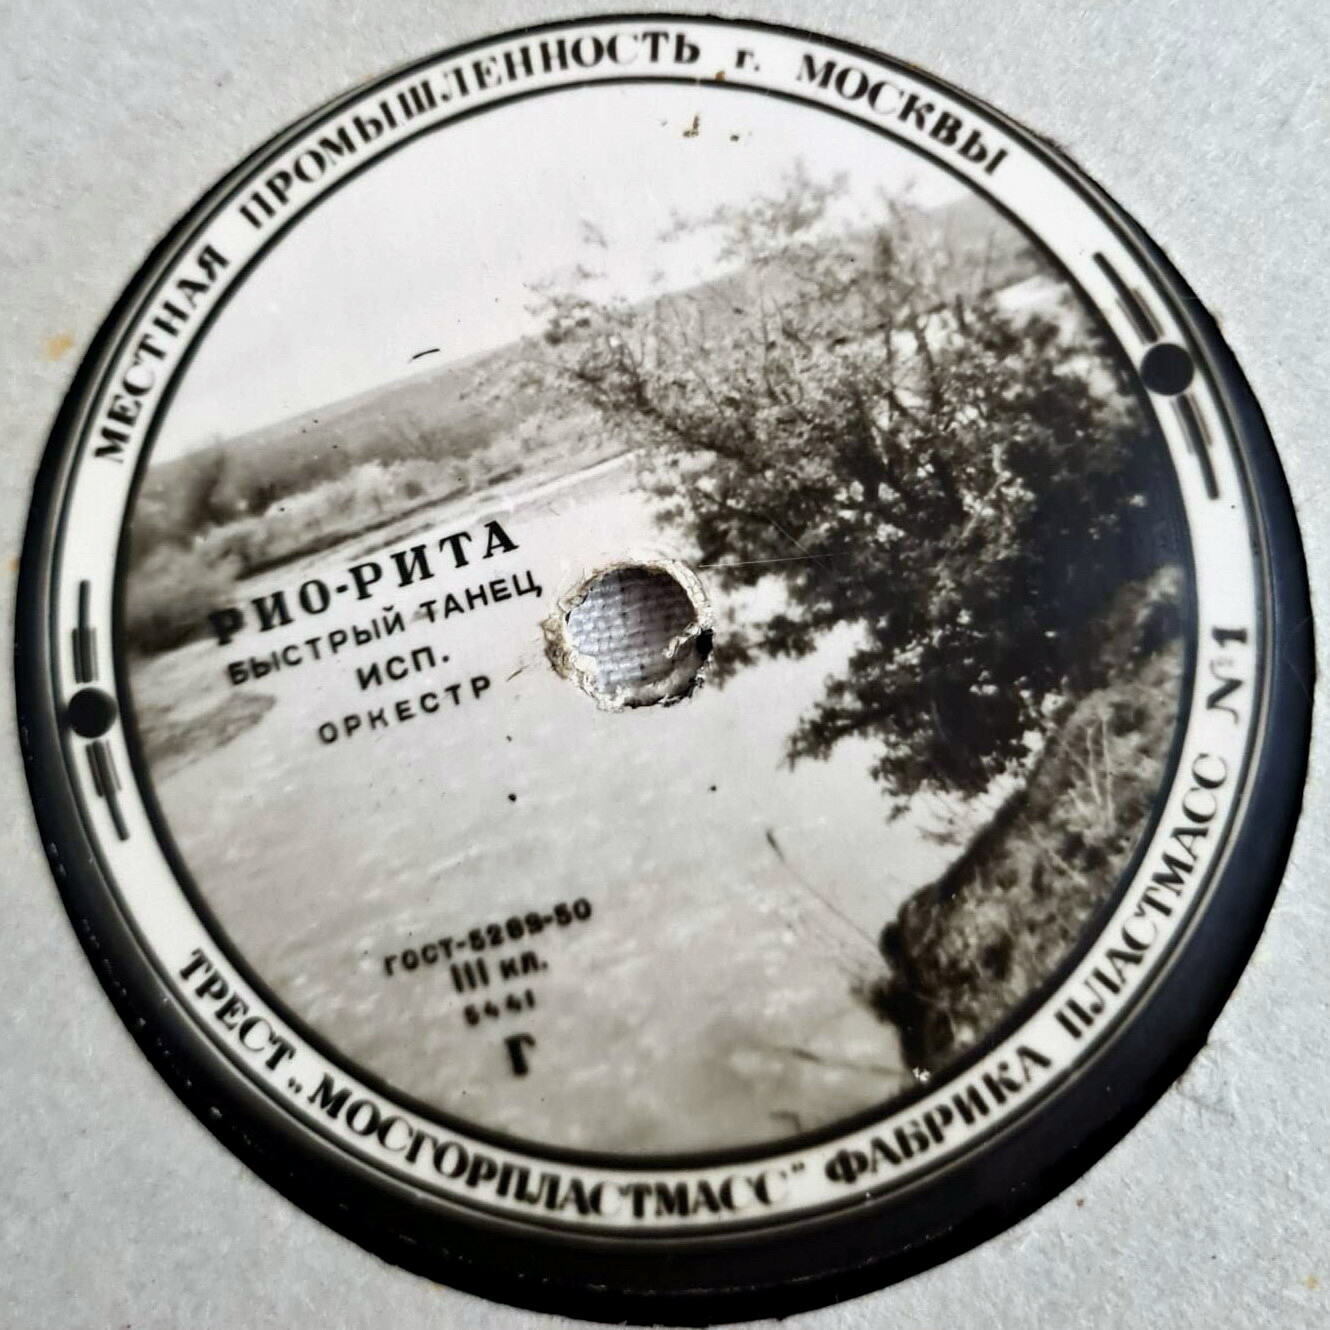 МЕСТНАЯ ПРОМЫШЛЕННОСТЬ г. МОСКВЫ
РИО-РИТА
БЫСТРЫЙ ТАНЕЦ
ИСП.
ОРКЕСТР
ГОСТ-5289-50
III кл.
5441
Г
ТРЕСТ „МОСГОРПЛАСТМАСС" ФАБРИКА ПЛАСТМАСС №1